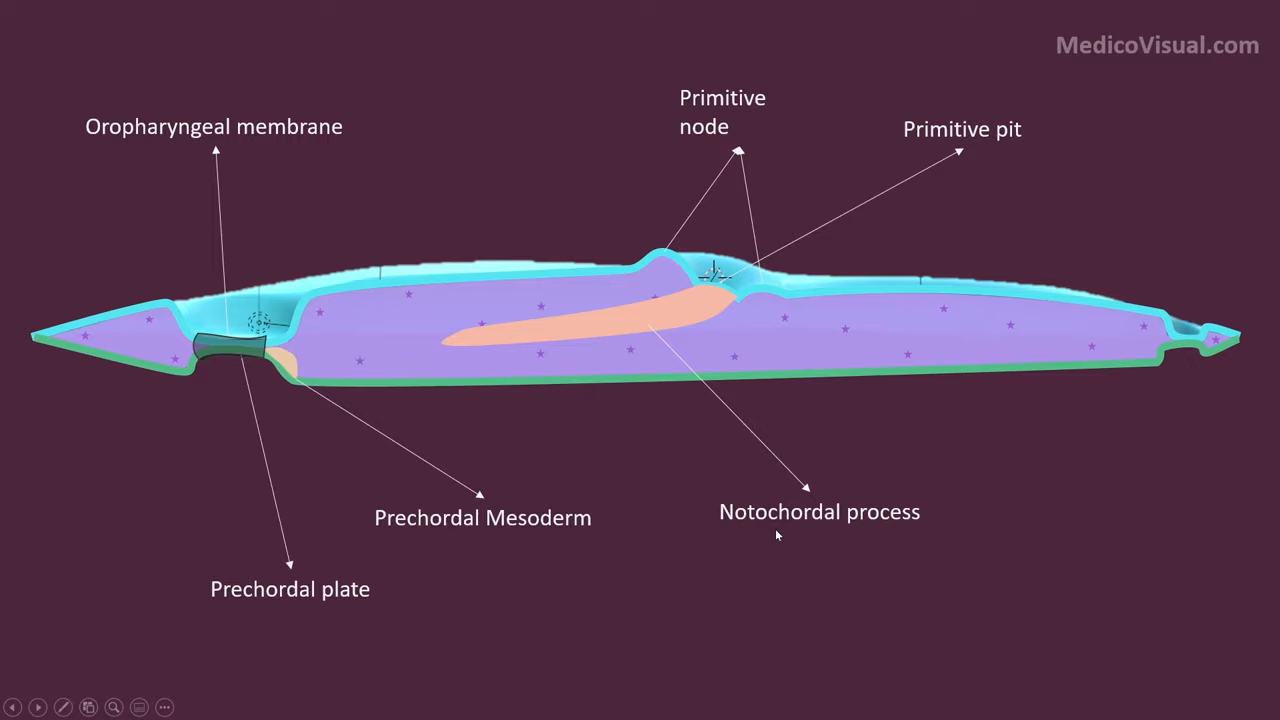 MedicoVisual.com
Primitive
node
Oropharyngeal membrane
Primitive pit
Prechordal Mesoderm
Notochordal process
Prechordal plate